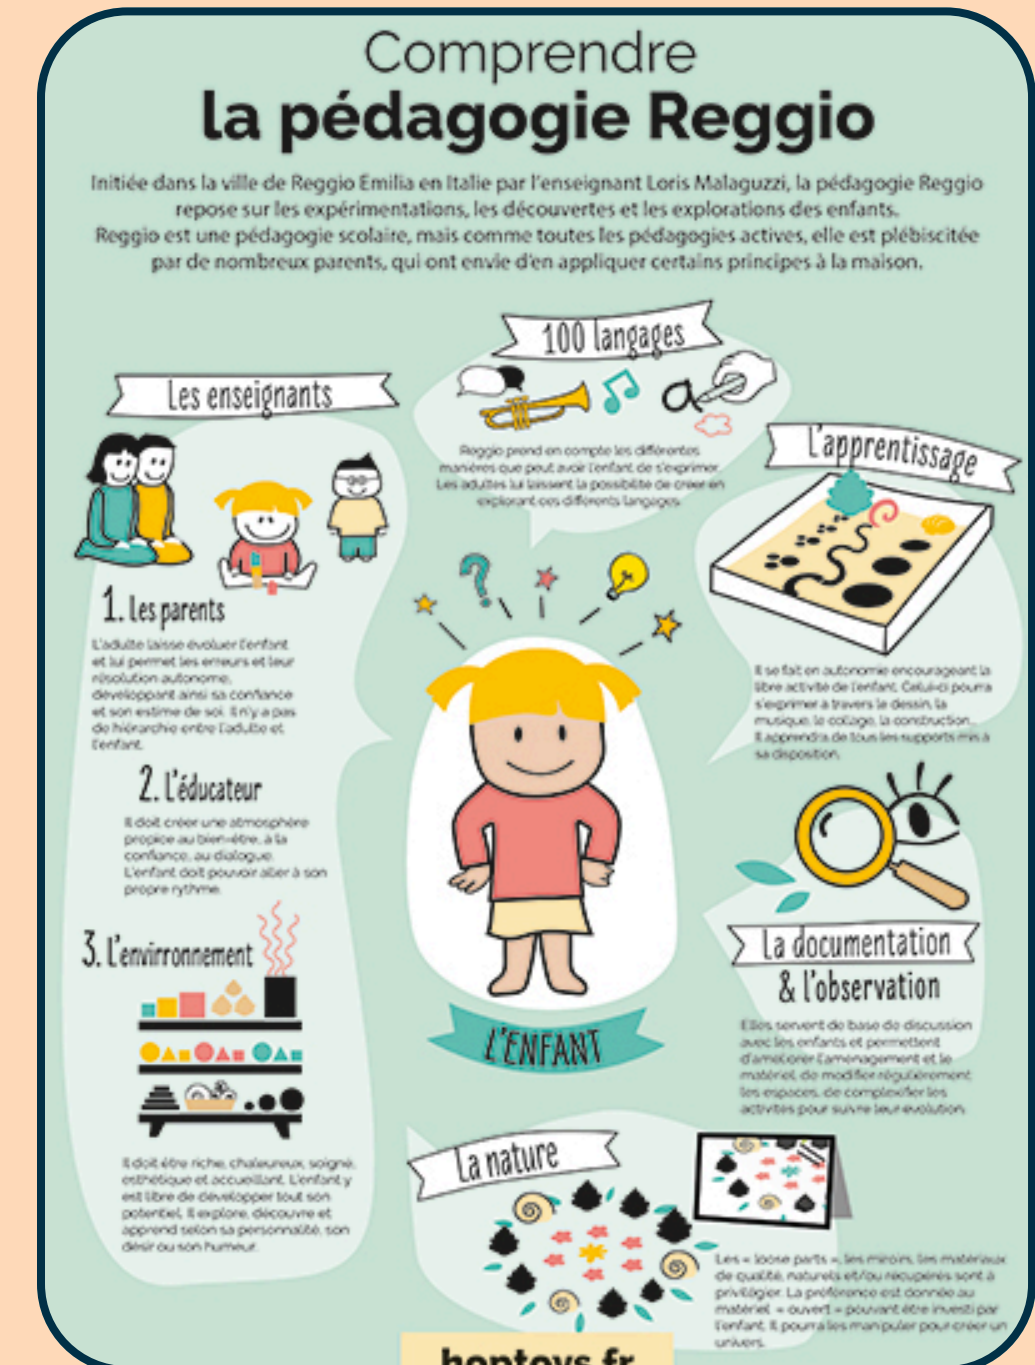 Comprendre
la pédagogie Reggio
Initiée dans la ville de Reggio Emilia en Italie par l'enseignant Loris Malaguzzi, la pédagogie Reggio
repose sur les expérimentations, les découvertes et les explorations des enfants.
Reggio est une pédagogie scolaire, mais comme toutes les pédagogies actives, elle est plébiscitée
par de nombreux parents, qui ont envie d'en appliquer certains principes à la maison.
100 langages
Reggio prend en compte les différentes
manières que peut avoir l'enfant de s'exprimer.
Les adultes lui laissent la possibilité de créer en
explorant ces différents langages.
Les enseignants
1. Les parents
L'adulte laisse évoluer l'enfant
et lui permet les erreurs et leur
résolution autonome,
développant ainsi sa confiance
et son estime de soi. Il n'y a pas
de hiérarchie entre l'adulte et
l'enfant.
2. L'éducateur
Il doit créer une atmosphère
propice au bien-être, à la
confiance, au dialogue.
L'enfant doit pouvoir aller à son
propre rythme.
3. L'envirronnement
Il doit être riche, chaleureux, soigné,
esthétique et accueillant. L'enfant y
est libre de développer tout son
potentiel. Il explore, découvre et
apprend selon sa personnalité, son
désir ou son humeur.
L'ENFANT
L'apprentissage
Il se fait en autonomie encourageant la
libre activité de l'enfant. Celui-ci pourra
s'exprimer à travers le dessin, la
musique, le collage, la construction...
Il apprendra de tous les supports mis à
sa disposition.
a
La documentation
& l'observation
Elles servent de base de discussion
avec les enfants et permettent
d'améliorer l'aménagement et le
matériel, de modifier régulièrement
les espaces, de complexifier les
activités pour suivre leur évolution.
La nature
Les « loose parts », les miroirs, les matériaux
de qualité, naturels et/ou récupérés sont à
privilégier. La préférence est donnée au
matériel « ouvert » pouvant être investi par
l'enfant. Il pourra les manipuler pour créer un
univers.
hoptoys.fr